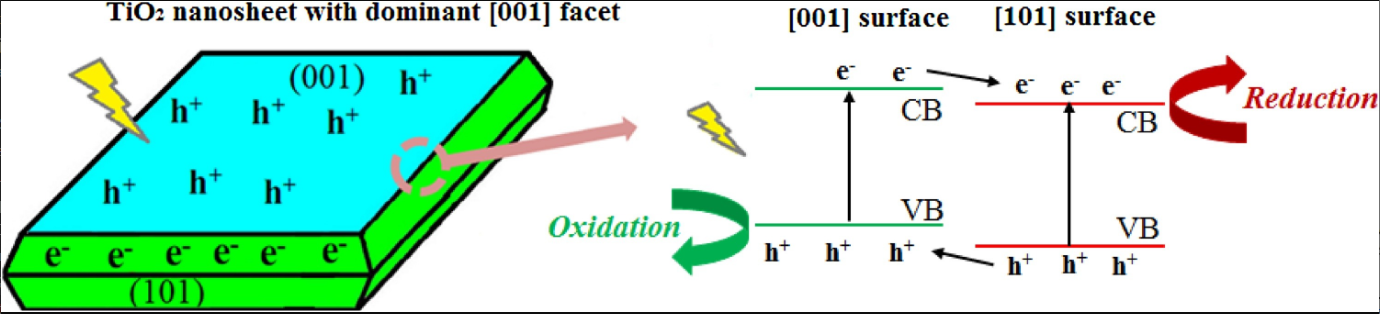 TiO₂ nanosheet with dominant [001] facet
(001)
h⁺
h⁺ h⁺ h⁺
h⁺ h⁺ h⁺
e⁻ e⁻ e⁻ e⁻ e⁻ e⁻
(101)
[001] surface [101] surface
e⁻ e⁻ e⁻ e⁻ e⁻
CB CB
Reduction
Oxidation
VB VB
h⁺ h⁺ h⁺ h⁺ h⁺ h⁺